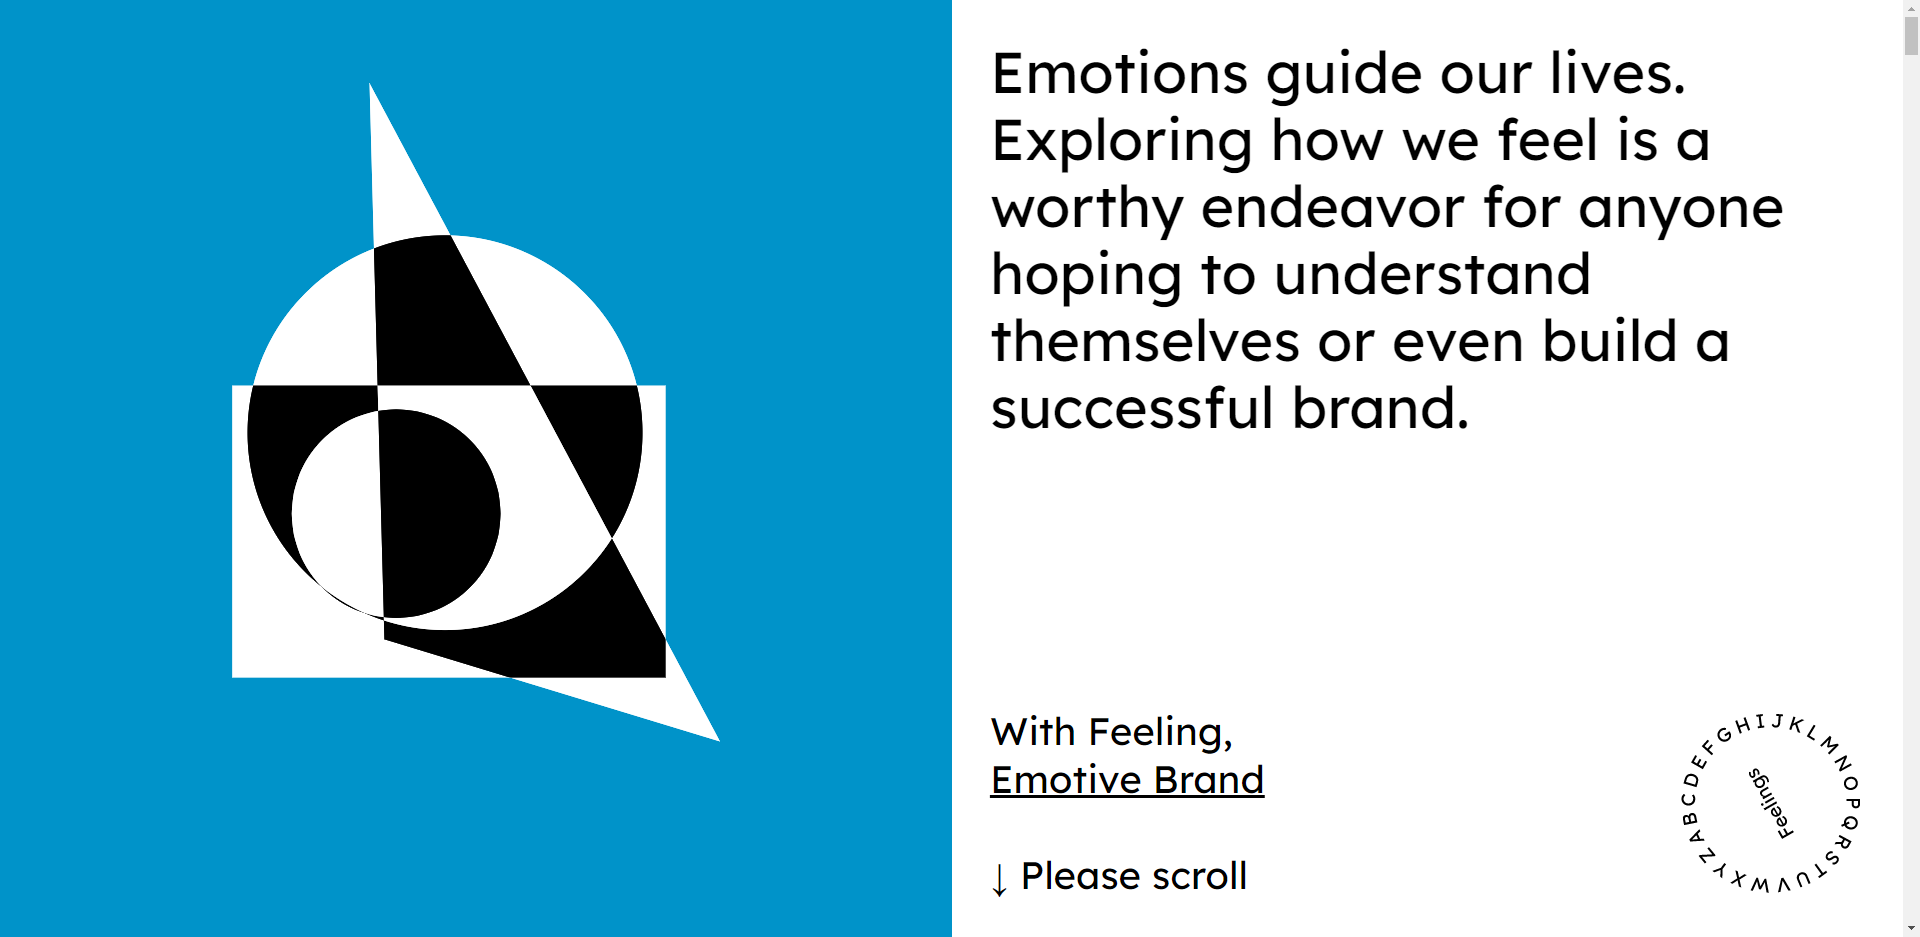 Emotions guide our lives.
Exploring how we feel is a
worthy endeavor for anyone
hoping to understand
themselves or even build a
successful brand.
With Feeling,
Emotive Brand
↓ Please scroll
A B C D E F G H I J K L M N O P Q R S T U V W X Y Z
Feelings